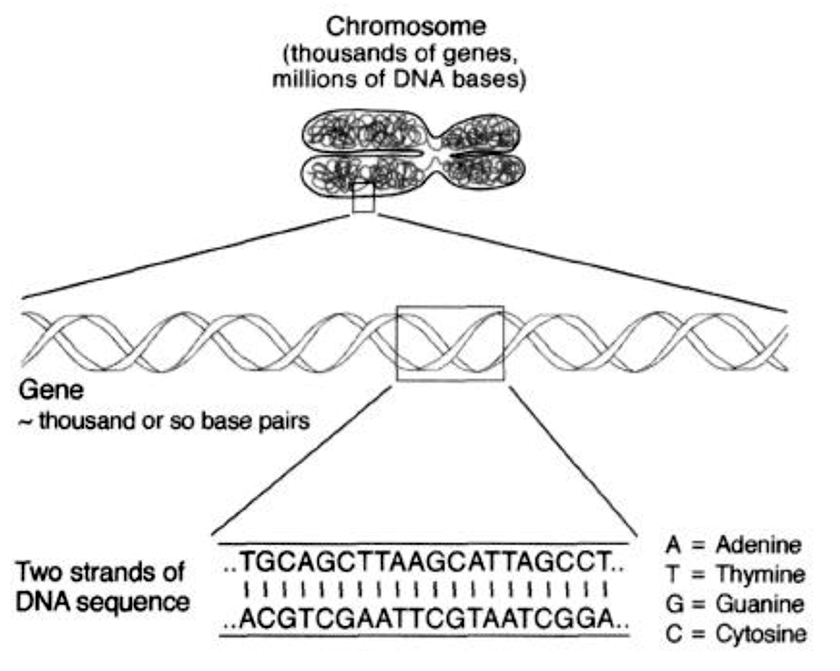 Chromosome
(thousands of genes,
millions of DNA bases)
Gene
~ thousand or so base pairs
Two strands of
DNA sequence
..TGCAGCTTAAGCATTAGCCT..
..ACGTCGAATTCGTAATCGGA..
A = Adenine
T = Thymine
G = Guanine
C = Cytosine